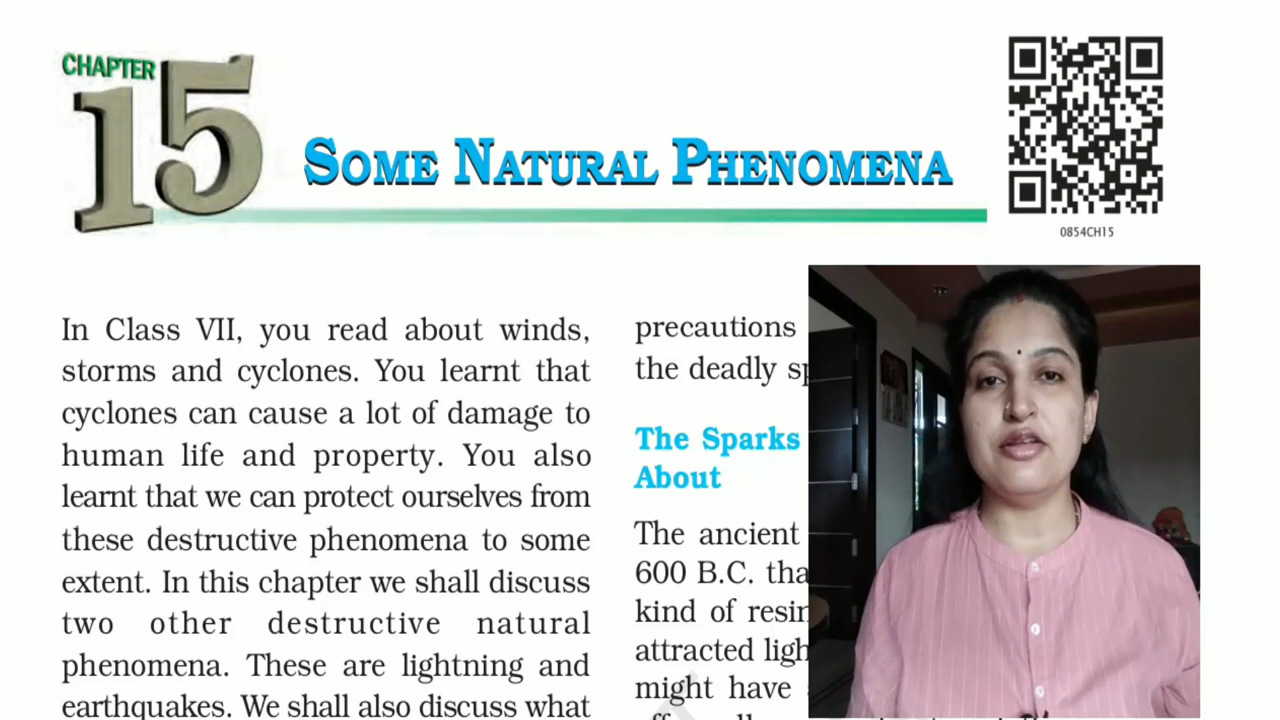 CHAPTER
15
SOME NATURAL PHENOMENA
0854CH15
In Class VII, you read about winds,
storms and cyclones. You learnt that
cyclones can cause a lot of damage to
human life and property. You also
learnt that we can protect ourselves from
these destructive phenomena to some
extent. In this chapter we shall discuss
two other destructive natural
phenomena. These are lightning and
earthquakes. We shall also discuss what
precautions
the deadly
The Sparks
About
The ancient
600 B.C.
kind of
attracted
might have